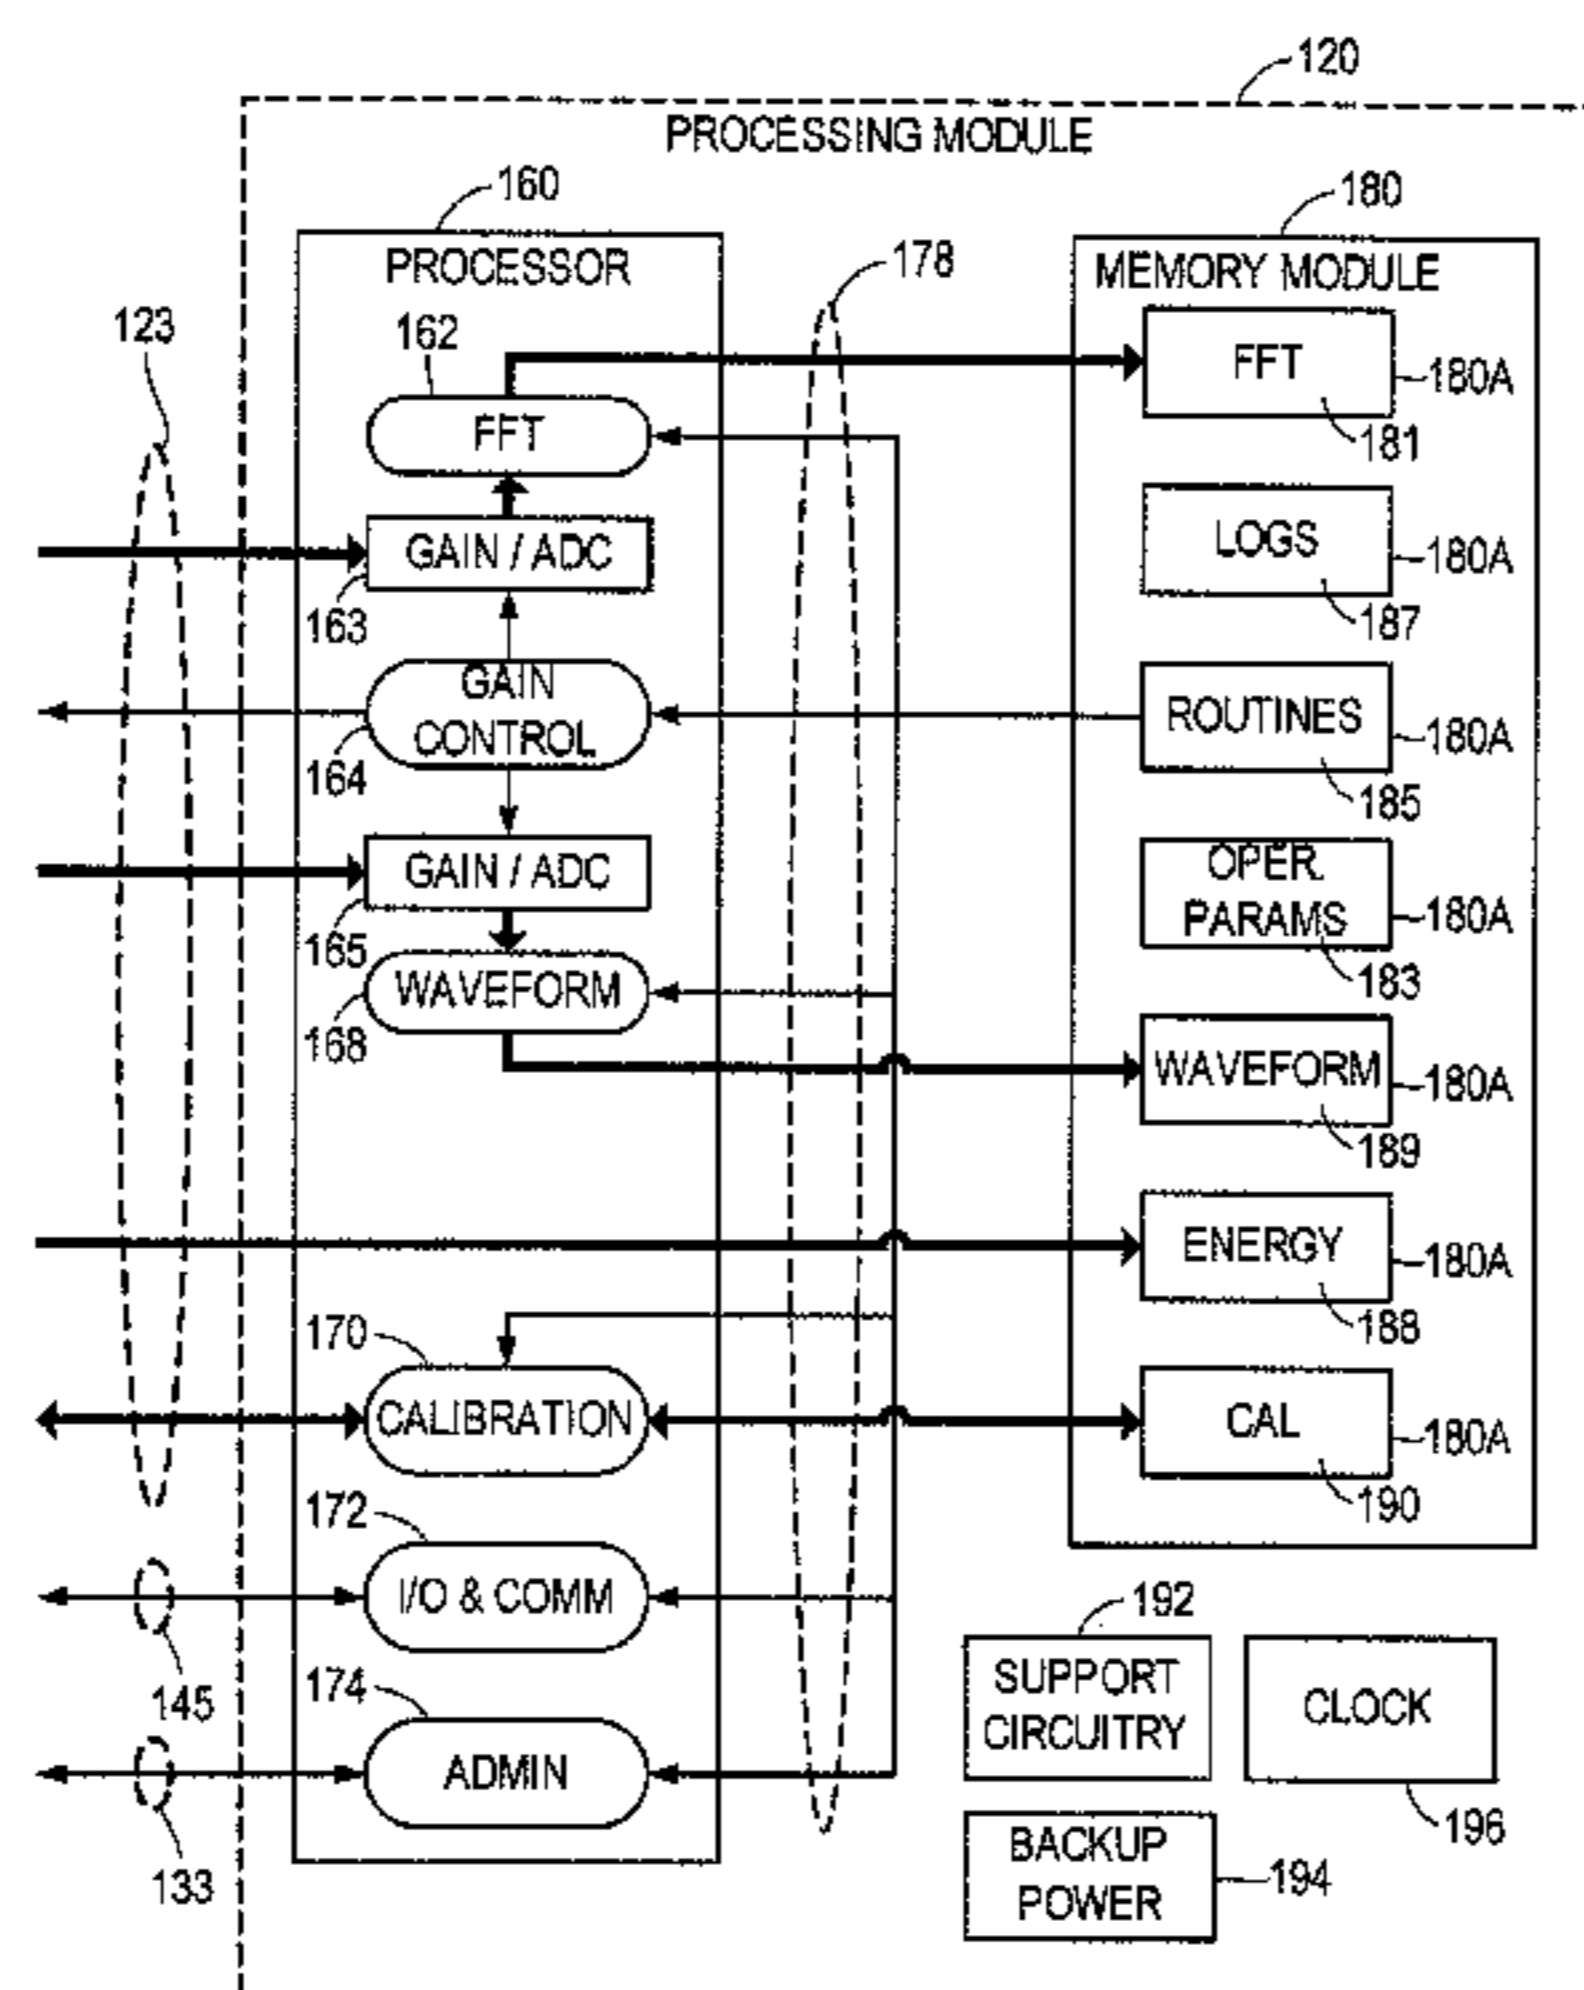 120
PROCESSING MODULE
160
180
PROCESSOR
178
MEMORY MODULE
123
162
FFT
180A
FFT
181
GAIN / ADC
LOGS
180A
163
187
GAIN
CONTROL
ROUTINES
180A
164
185
GAIN / ADC
OPER.
PARAMS
180A
165
183
WAVEFORM
168
WAVEFORM
180A
189
ENERGY
180A
170
188
CALIBRATION
CAL
180A
172
190
I/O & COMM
192
145
174
SUPPORT
CIRCUITRY
CLOCK
ADMIN
196
133
BACKUP
POWER
194